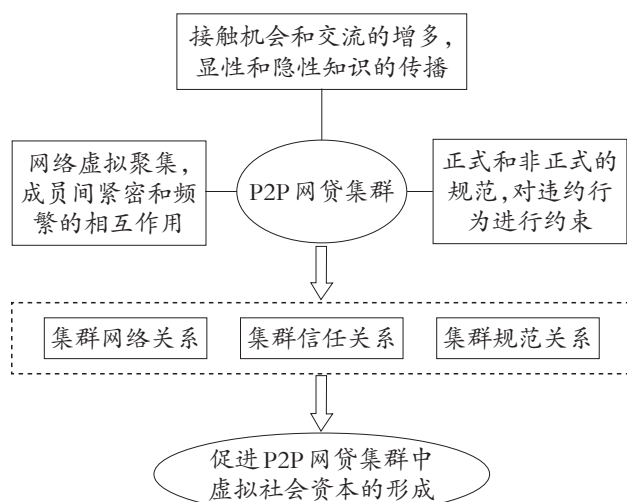 接触机会和交流的增多，
显性和隐性知识的传播
网络虚拟聚集，
成员间紧密和频
繁的相互作用
P2P网贷集群
正式和非正式的
规范，对违约行
为进行约束
集群网络关系
集群信任关系
集群规范关系
促进P2P网贷集群中
虚拟社会资本的形成